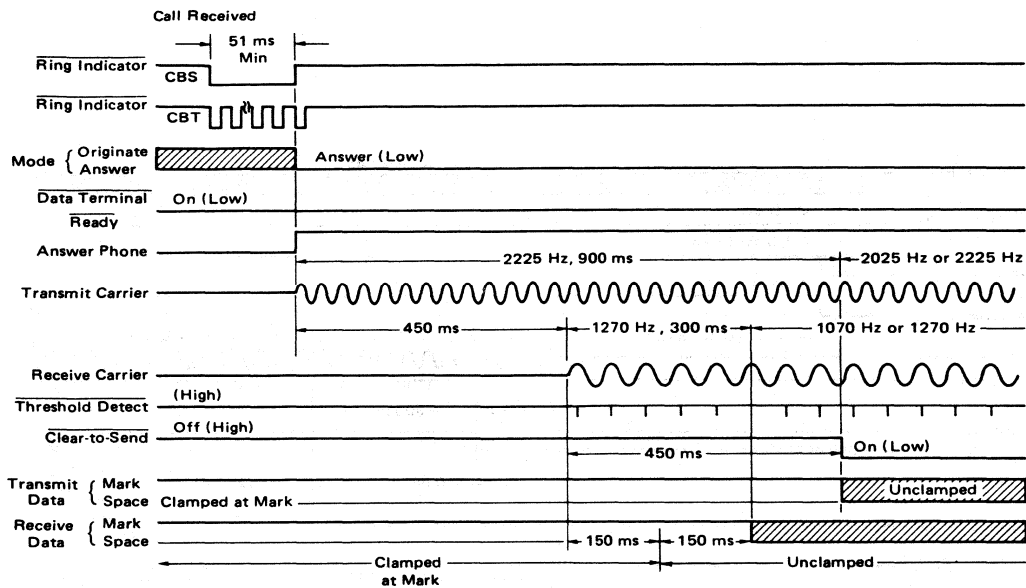 Call Received
51 ms
Min
Ring Indicator
CBS
Ring Indicator
CBT
Mode { Originate
Answer
Answer (Low)
Data Terminal
Ready
On (Low)
Answer Phone
2225 Hz, 900 ms
2025 Hz or 2225 Hz
Transmit Carrier
450 ms
1270 Hz, 300 ms
1070 Hz or 1270 Hz
Receive Carrier
(High)
Threshold Detect
Off (High)
Clear-to-Send
450 ms
On (Low)
Transmit
Data
{ Mark
Space
Clamped at Mark
Unclamped
Receive
Data
{ Mark
Space
150 ms
150 ms
Clamped
at Mark
Unclamped